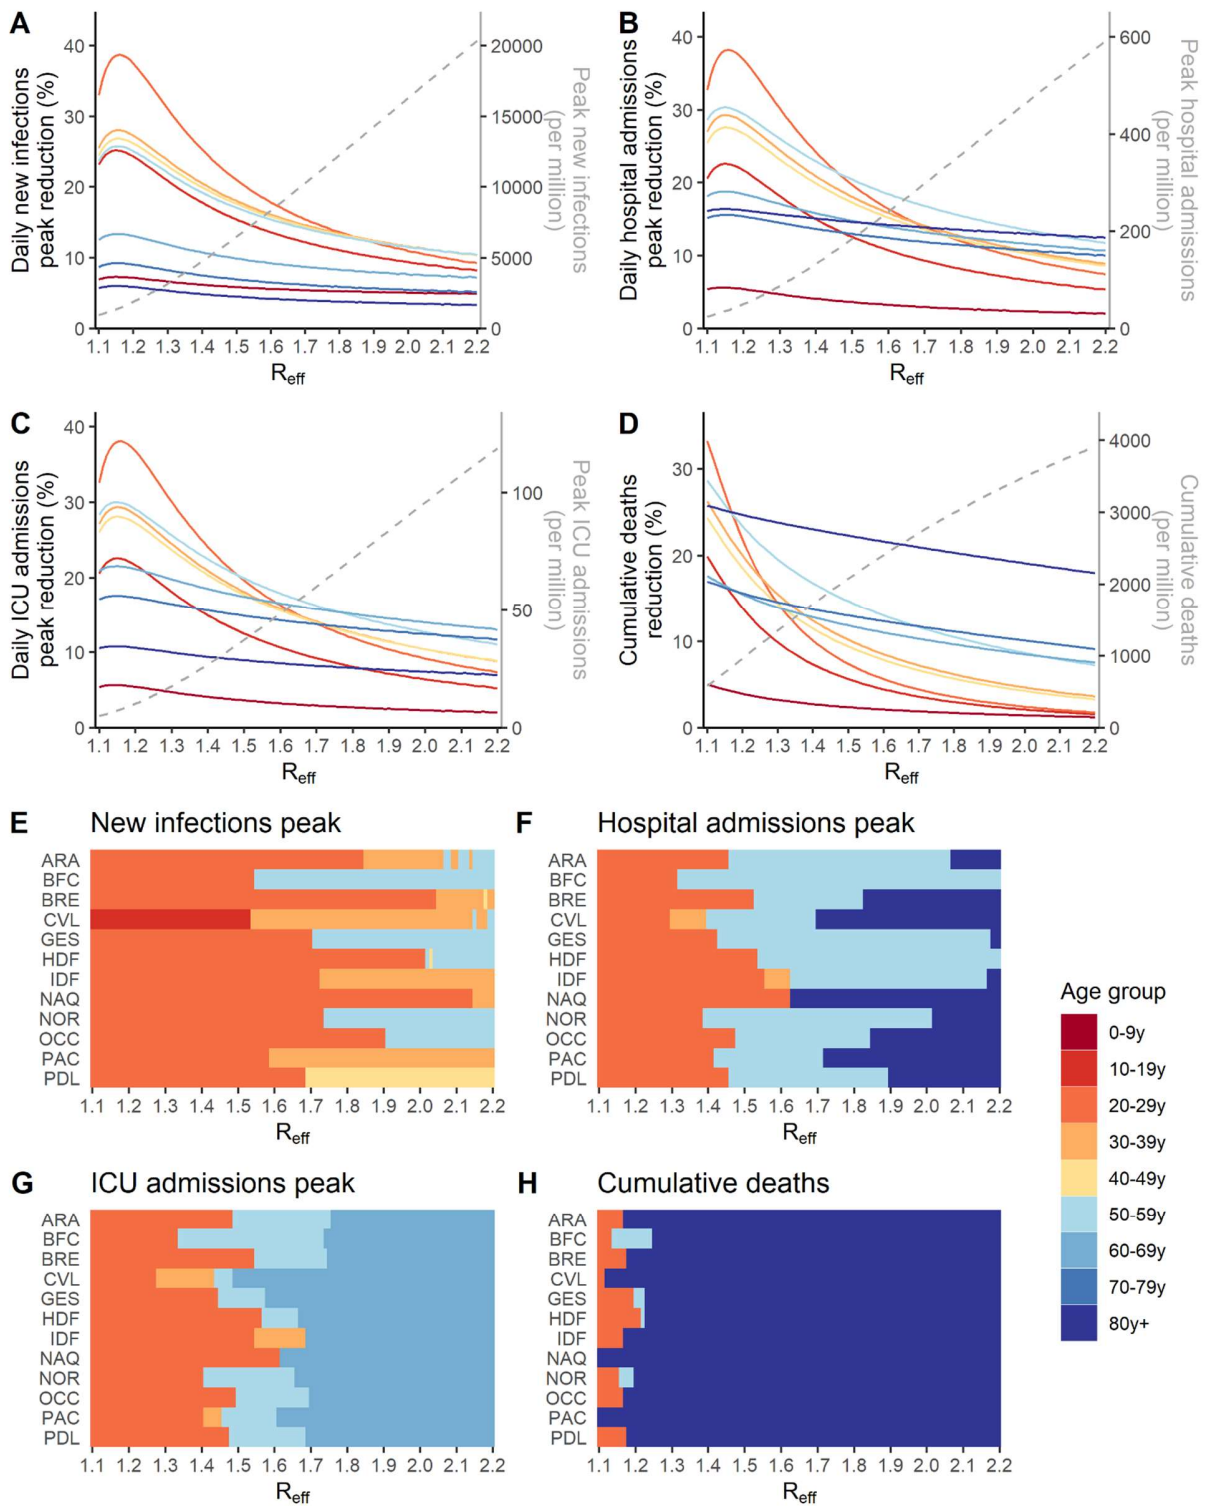 A
Daily new infections
peak reduction (%)
40
30
20
10
0
1.1 1.2 1.3 1.4 1.5 1.6 1.7 1.8 1.9 2.0 2.1 2.2
Reff
20000
15000
10000
5000
0
Peak new infections
(per million)
B
Daily hospital admissions
peak reduction (%)
40
30
20
10
0
1.1 1.2 1.3 1.4 1.5 1.6 1.7 1.8 1.9 2.0 2.1 2.2
Reff
600
400
200
0
Peak hospital admissions
(per million)
C
Daily ICU admissions
peak reduction (%)
40
30
20
10
0
1.1 1.2 1.3 1.4 1.5 1.6 1.7 1.8 1.9 2.0 2.1 2.2
Reff
100
50
0
Peak ICU admissions
(per million)
D
Cumulative deaths
reduction (%)
30
20
10
0
1.1 1.2 1.3 1.4 1.5 1.6 1.7 1.8 1.9 2.0 2.1 2.2
Reff
4000
3000
2000
1000
0
Cumulative deaths
(per million)
E New infections peak
ARA
BFC
BRE
CVL
GES
HDF
IDF
NAQ
NOR
OCC
PAC
PDL
1.1 1.2 1.3 1.4 1.5 1.6 1.7 1.8 1.9 2.0 2.1 2.2
Reff
F Hospital admissions peak
ARA
BFC
BRE
CVL
GES
HDF
IDF
NAQ
NOR
OCC
PAC
PDL
1.1 1.2 1.3 1.4 1.5 1.6 1.7 1.8 1.9 2.0 2.1 2.2
Reff
G ICU admissions peak
ARA
BFC
BRE
CVL
GES
HDF
IDF
NAQ
NOR
OCC
PAC
PDL
1.1 1.2 1.3 1.4 1.5 1.6 1.7 1.8 1.9 2.0 2.1 2.2
Reff
H Cumulative deaths
ARA
BFC
BRE
CVL
GES
HDF
IDF
NAQ
NOR
OCC
PAC
PDL
1.1 1.2 1.3 1.4 1.5 1.6 1.7 1.8 1.9 2.0 2.1 2.2
Reff
Age group
0-9y
10-19y
20-29y
30-39y
40-49y
50-59y
60-69y
70-79y
80y+